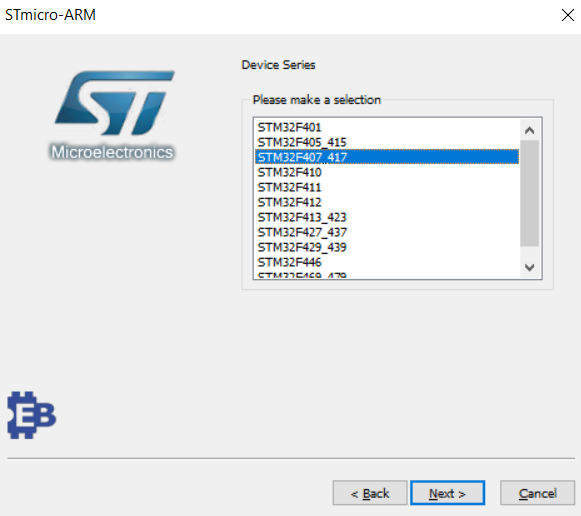 STmicro-ARM
ST
Microelectronics
Device Series
Please make a selection
STM32F401
STM32F405_415
STM32F407_417
STM32F410
STM32F411
STM32F412
STM32F413_423
STM32F427_437
STM32F429_439
STM32F446
STM32F469_479
EB
< Back
Next >
Cancel